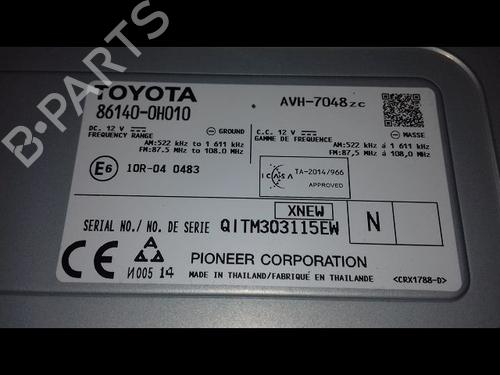 TOYOTA
86140-0H010
AVH-7048zc
DC. 12 V GROUND
FREQUENCY RANGE
AM:522 kHz to 1 611 kHz
FM:87.5 MHz to 108.0 MHz
C.C. 12 V MASSE
GAMME DE FRÉQUENCE
AM:522 kHz à 1 611 kHz
FM:87,5 MHz à 108,0 MHz
E6 10R-04 0483
ICASA
TA-2014/966
APPROVED
XNEW
SERIAL NO./ NO. DE SERIE QITM303115EW
N
CE
N005 14
PIONEER CORPORATION
MADE IN THAILAND/FABRIQUÉ EN THAILANDE
<CRX1788-D>
B-PARTS